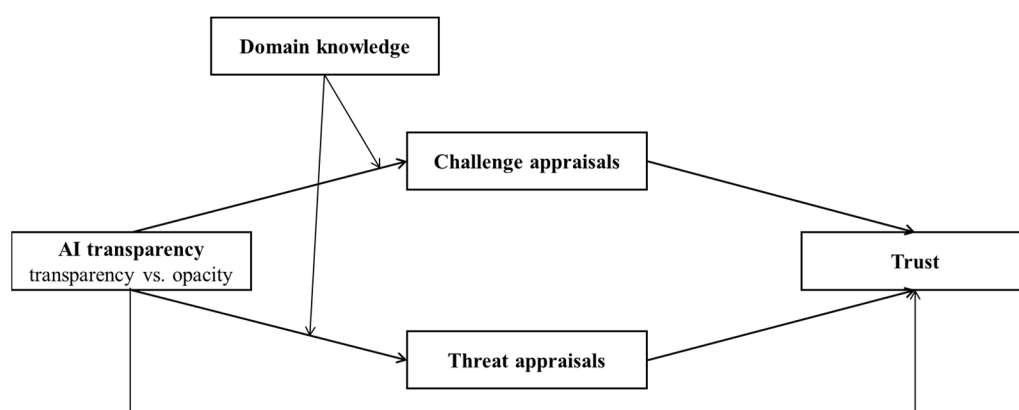 Domain knowledge
Challenge appraisals
AI transparency
transparency vs. opacity
Trust
Threat appraisals